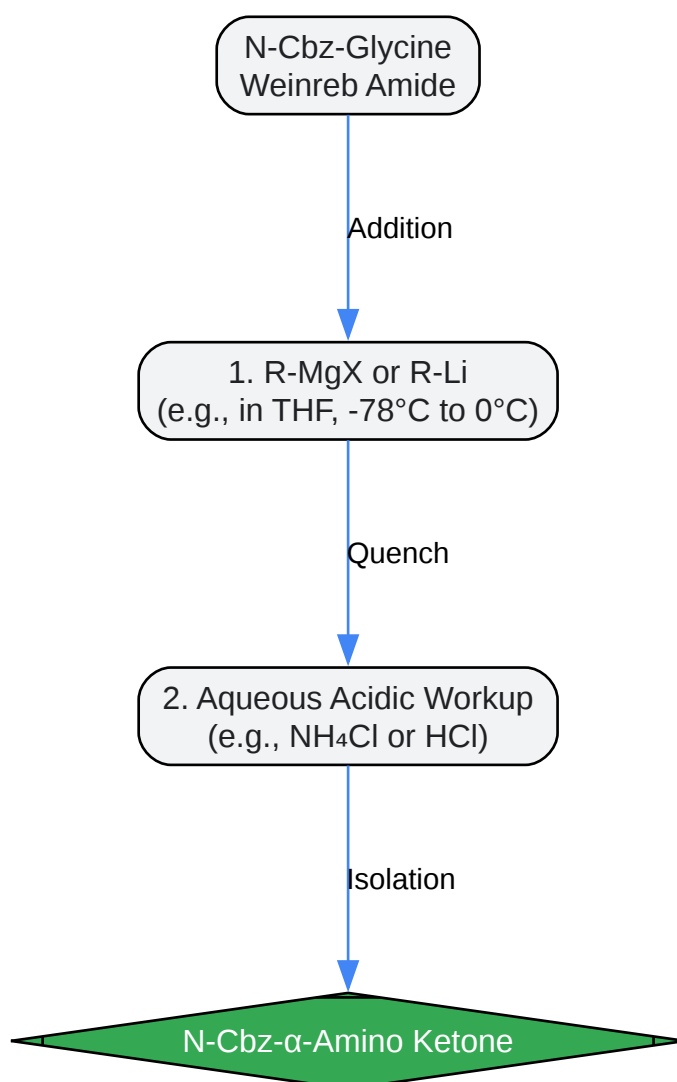 N-Cbz-Glycine
Weinreb Amide
Addition
1. R-MgX or R-Li
(e.g., in THF, -78°C to 0°C)
Quench
2. Aqueous Acidic Workup
(e.g., NH₄Cl or HCl)
Isolation
N-Cbz-α-Amino Ketone